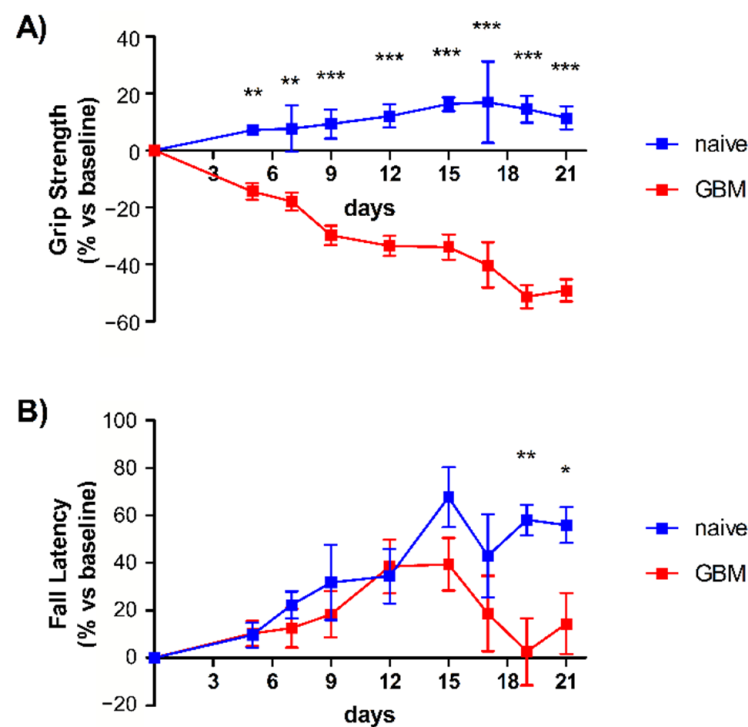 A)
Grip Strength
(% vs baseline)
40
20
0
−20
−40
−60
** ** *** *** *** *** *** ***
3 6 9 12 15 18 21
days
naive
GBM
B)
Fall Latency
(% vs baseline)
100
80
60
40
20
0
−20
** *
3 6 9 12 15 18 21
days
naive
GBM